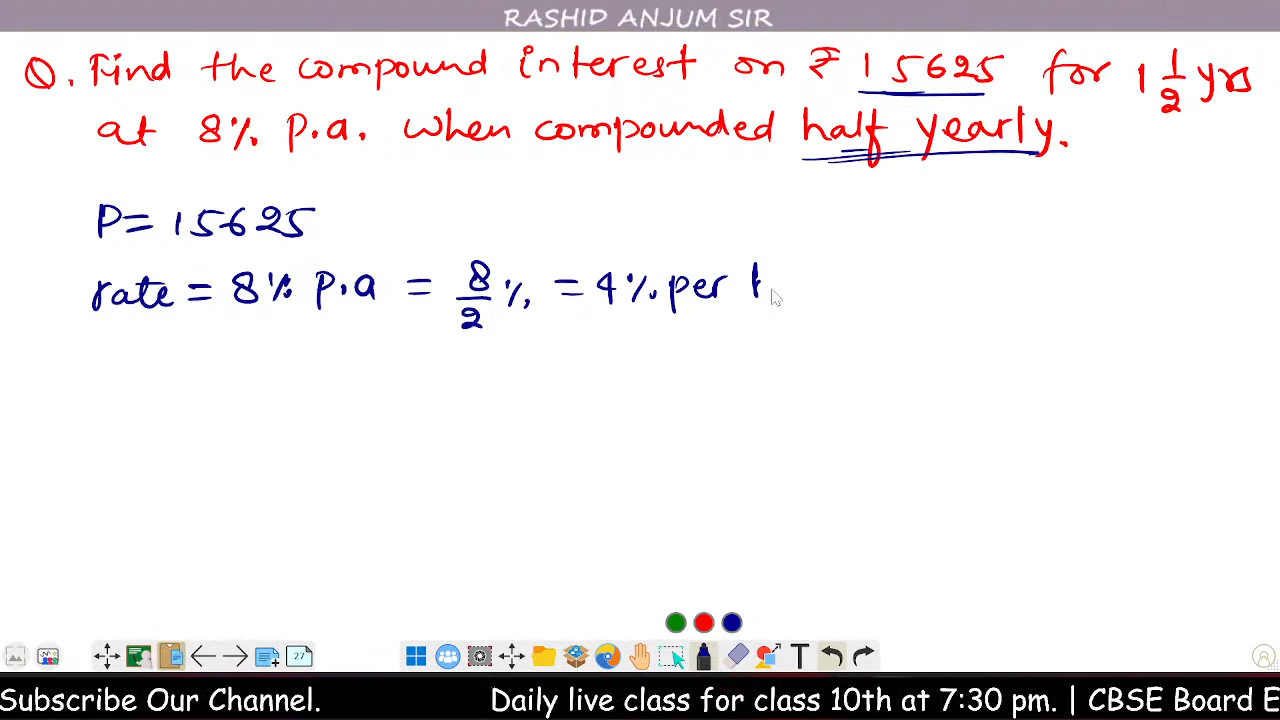 RASHID ANJUM SIR
Q. Find the compound interest on ₹ 15625 for 1 1/2 yrs
at 8% p.a. when compounded half yearly.
P= 15625
rate = 8% p.a = 8/2 % = 4% per h
27
Subscribe Our Channel. Daily live class for class 10th at 7:30 pm. | CBSE Board E